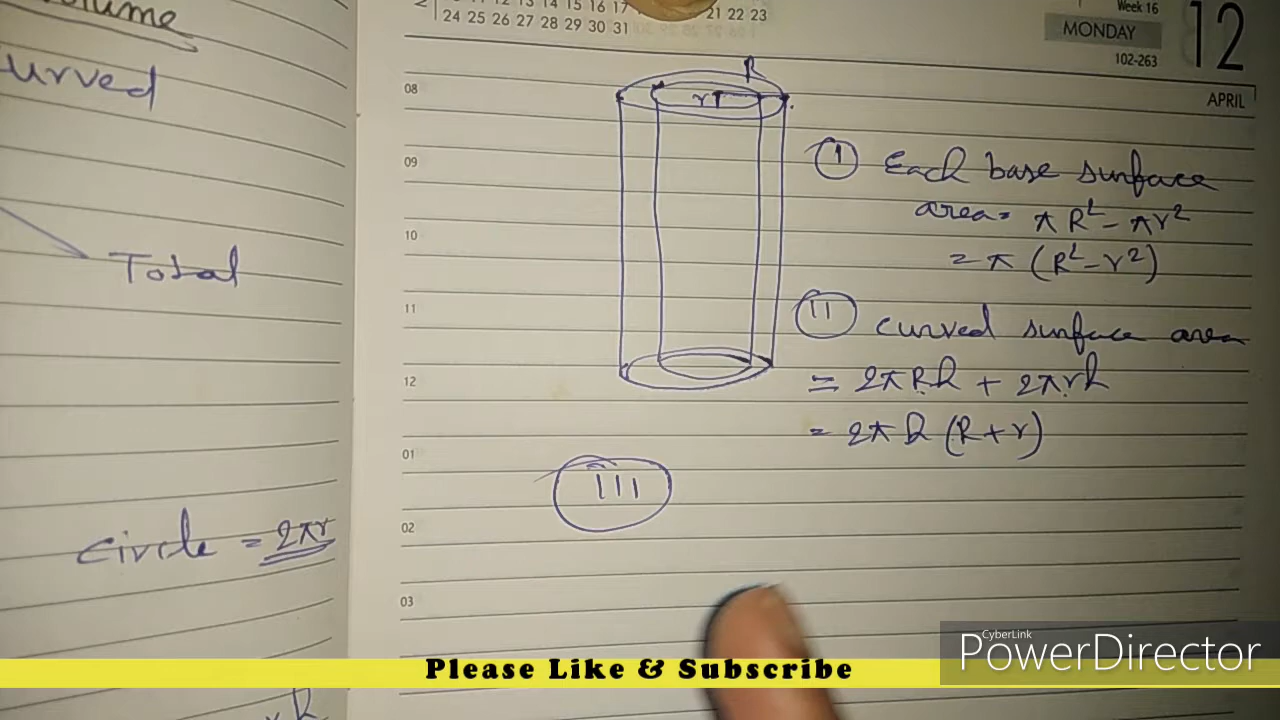 Volume
urved
Total
circle = 2πr
24 25 26 27 28 29 30 31
21 22 23
Week 16
MONDAY
12
102-263
APRIL
08
09
10
11
12
01
02
03
R
r
I Each base surface
area = πR² - πr²
= π (R² - r²)
II curved surface area
= 2πRh + 2πrh
= 2πh (R+r)
III
Please Like & Subscribe
CyberLink
PowerDirector